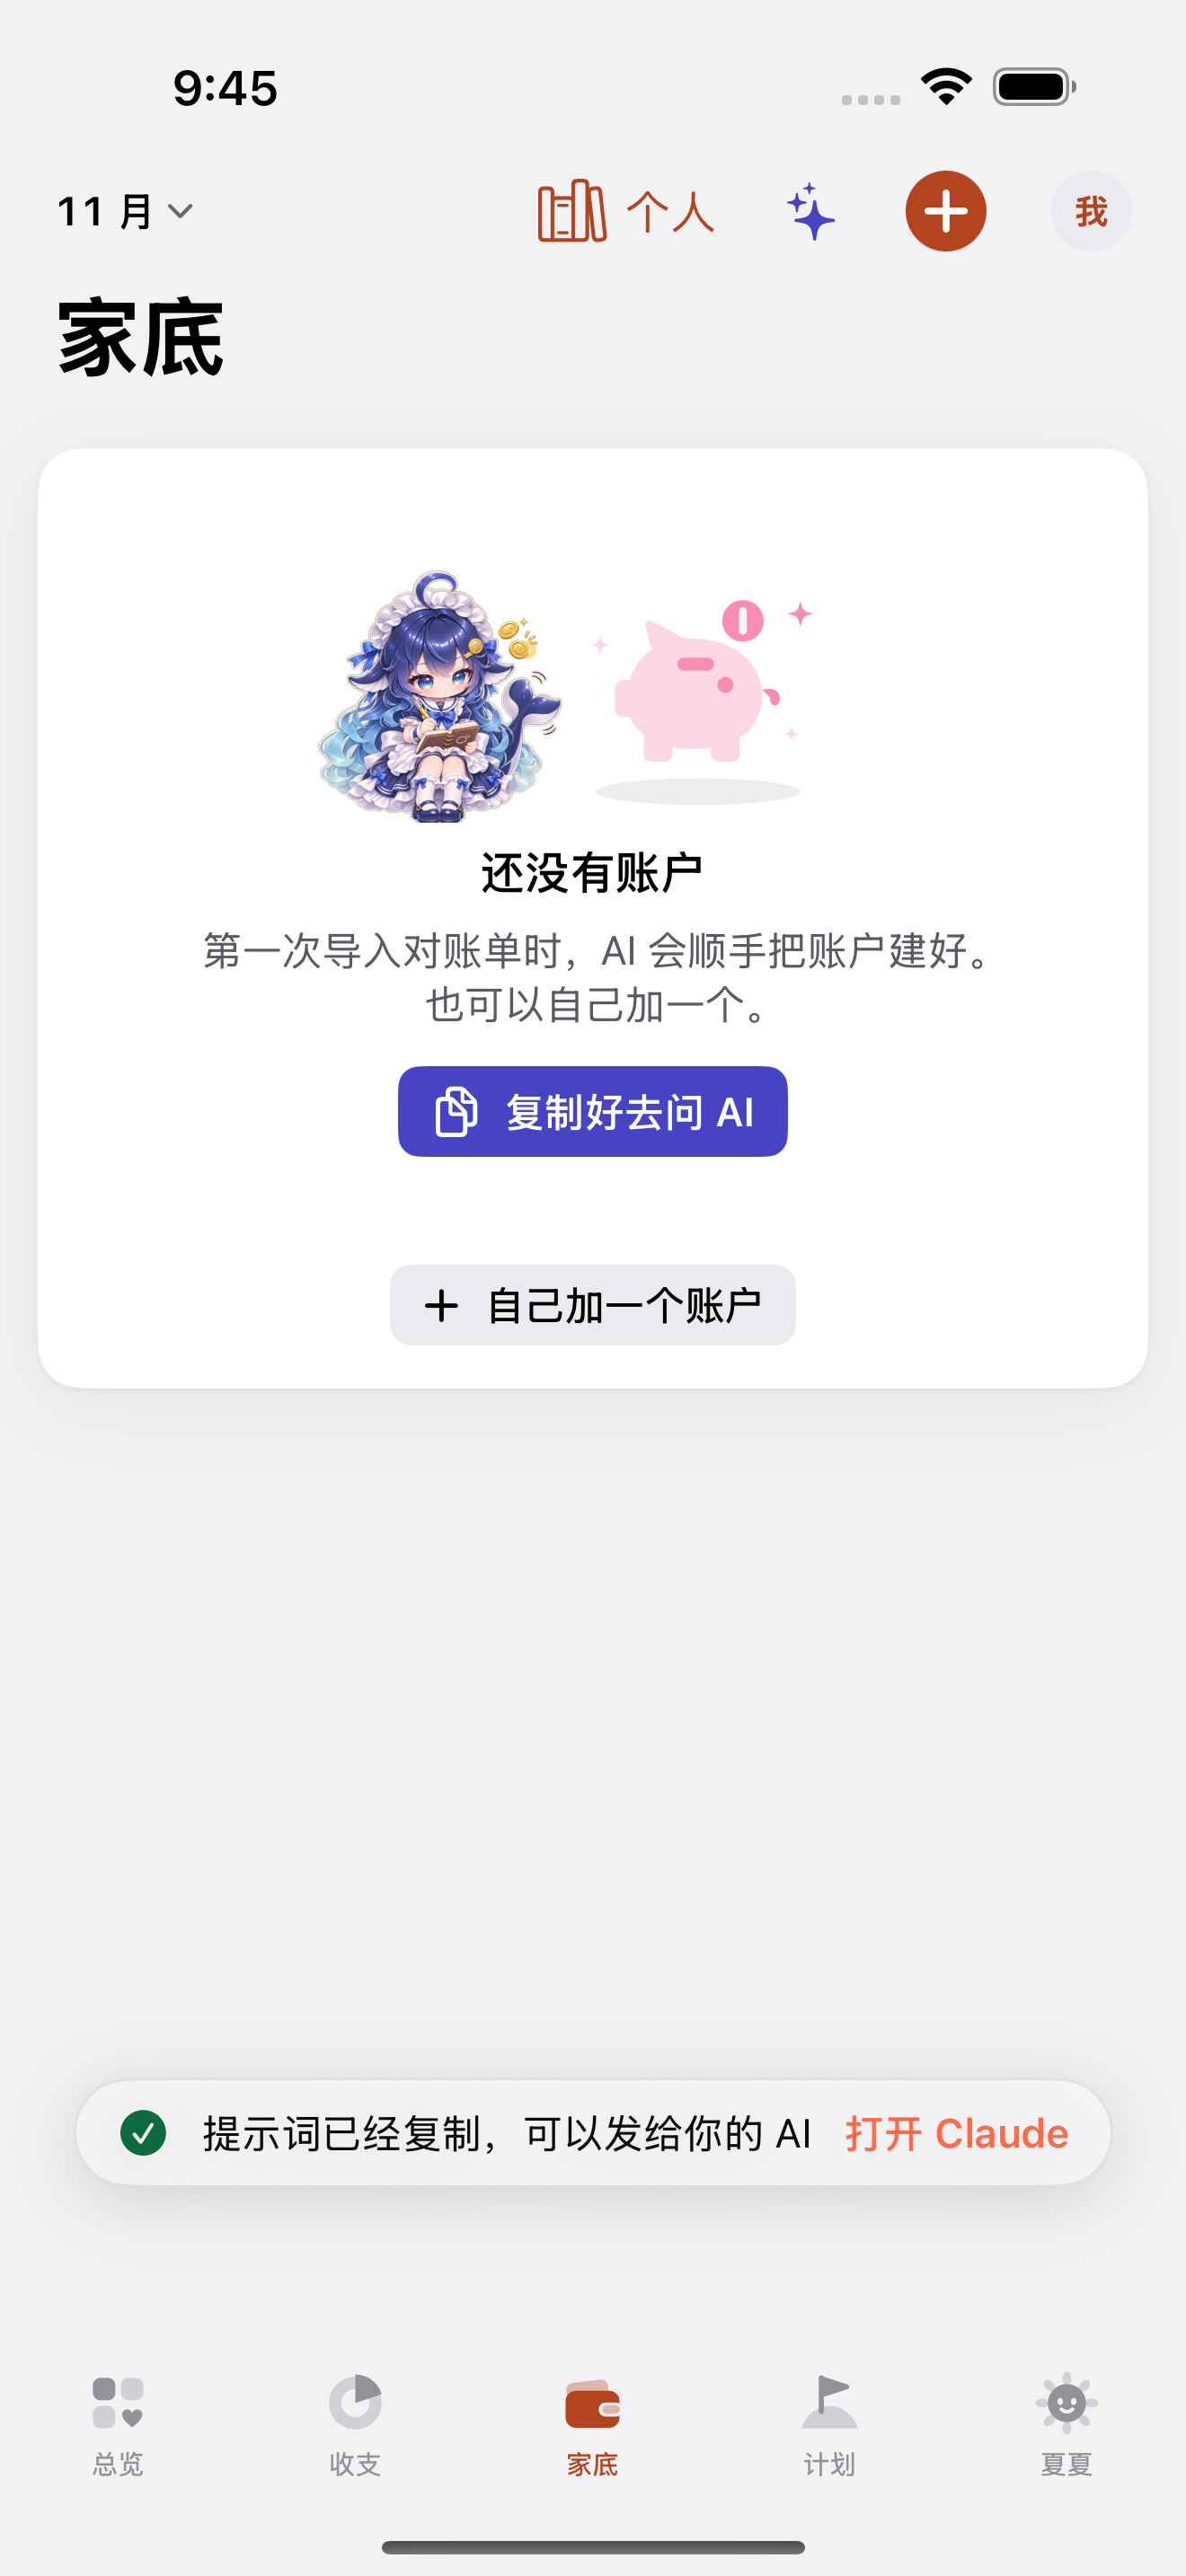 9:45
11 月
个人
我
家底
还没有账户
第一次导入对账单时，AI 会顺手把账户建好。
也可以自己加一个。
复制好去问 AI
自己加一个账户
提示词已经复制，可以发给你的 AI 打开 Claude
总览 收支 家底 计划 夏夏